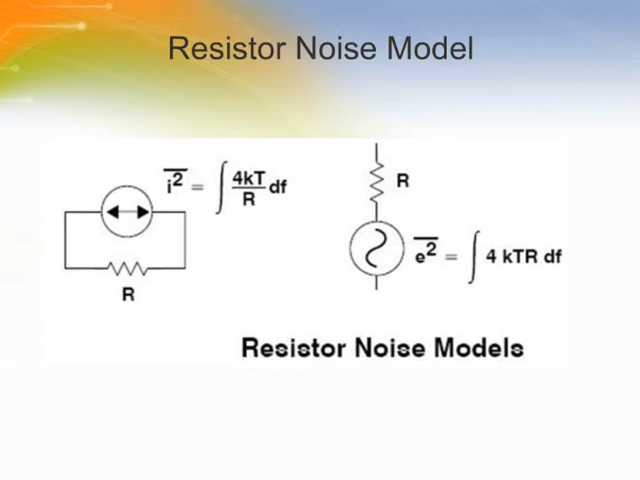 Resistor Noise Model
i² = ∫ 4kT/R df
R
R
e² = ∫ 4 kTR df
Resistor Noise Models